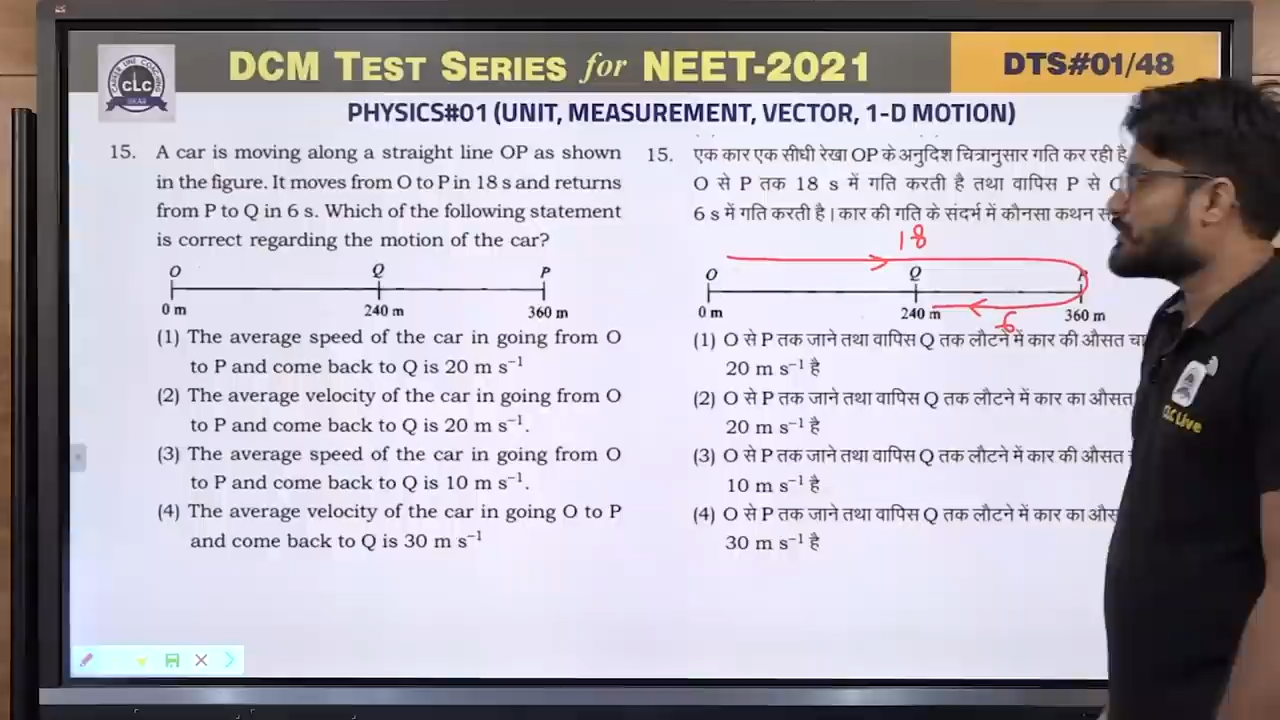 DCM TEST SERIES for NEET-2021
DTS#01/48
CLC
PHYSICS#01 (UNIT, MEASUREMENT, VECTOR, 1-D MOTION)
15. A car is moving along a straight line OP as shown
in the figure. It moves from O to P in 18 s and returns
from P to Q in 6 s. Which of the following statement
is correct regarding the motion of the car?
O Q P
0 m 240 m 360 m
(1) The average speed of the car in going from O
to P and come back to Q is 20 m s⁻¹
(2) The average velocity of the car in going from O
to P and come back to Q is 20 m s⁻¹.
(3) The average speed of the car in going from O
to P and come back to Q is 10 m s⁻¹.
(4) The average velocity of the car in going O to P
and come back to Q is 30 m s⁻¹
15. एक कार एक सीधी रेखा OP के अनुदिश चित्रानुसार गति कर रही है
O से P तक 18 s में गति करती है तथा वापिस P से
6 s में गति करती है। कार की गति के संदर्भ में कौनसा कथन
18
O Q
0 m 240 m 360 m
6
(1) O से P तक जाने तथा वापिस Q तक लौटने में कार की औसत
20 m s⁻¹ है
(2) O से P तक जाने तथा वापिस Q तक लौटने में कार का औसत
20 m s⁻¹ है
(3) O से P तक जाने तथा वापिस Q तक लौटने में कार की औसत
10 m s⁻¹ है
(4) O से P तक जाने तथा वापिस Q तक लौटने में कार का
30 m s⁻¹ है
CLC Live